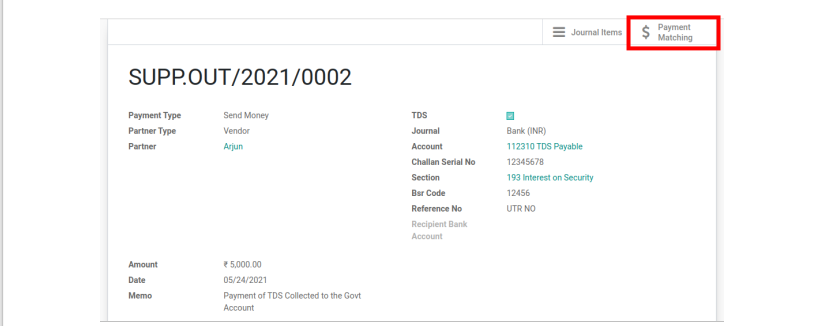 Journal Items
$ Payment
Matching
SUPP.OUT/2021/0002
Payment Type Send Money
Partner Type Vendor
Partner Arjun
TDS
Journal Bank (INR)
Account 112310 TDS Payable
Challan Serial No 12345678
Section 193 Interest on Security
Bsr Code 12456
Reference No UTR NO
Recipient Bank
Account
Amount ₹ 5,000.00
Date 05/24/2021
Memo Payment of TDS Collected to the Govt
Account